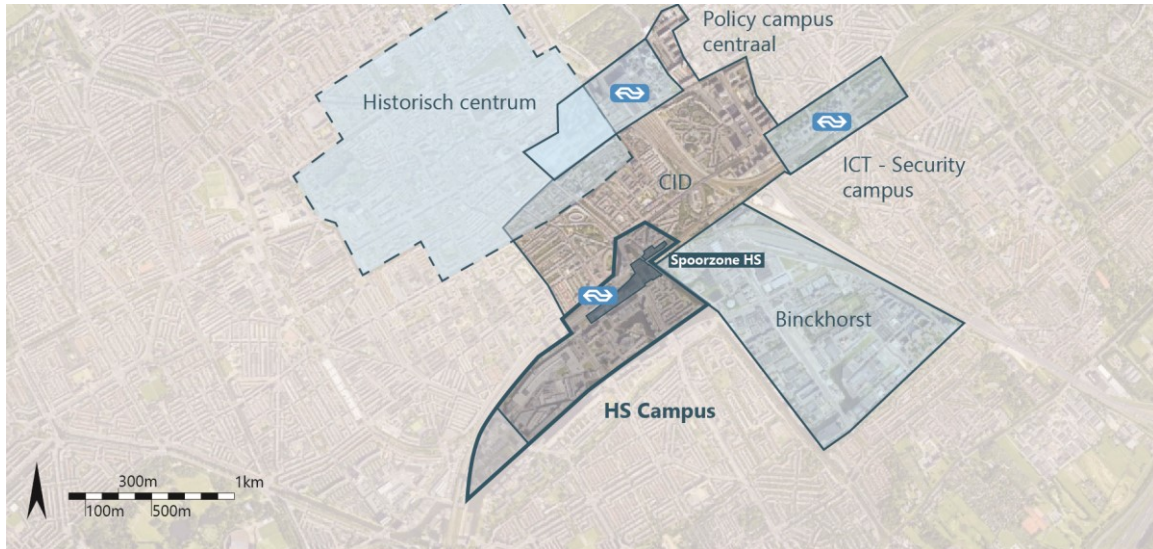 Policy campus
centraal
Historisch centrum
ICT - Security
campus
CID
Spoorzone HS
Binckhorst
HS Campus
300m
1km
100m
500m